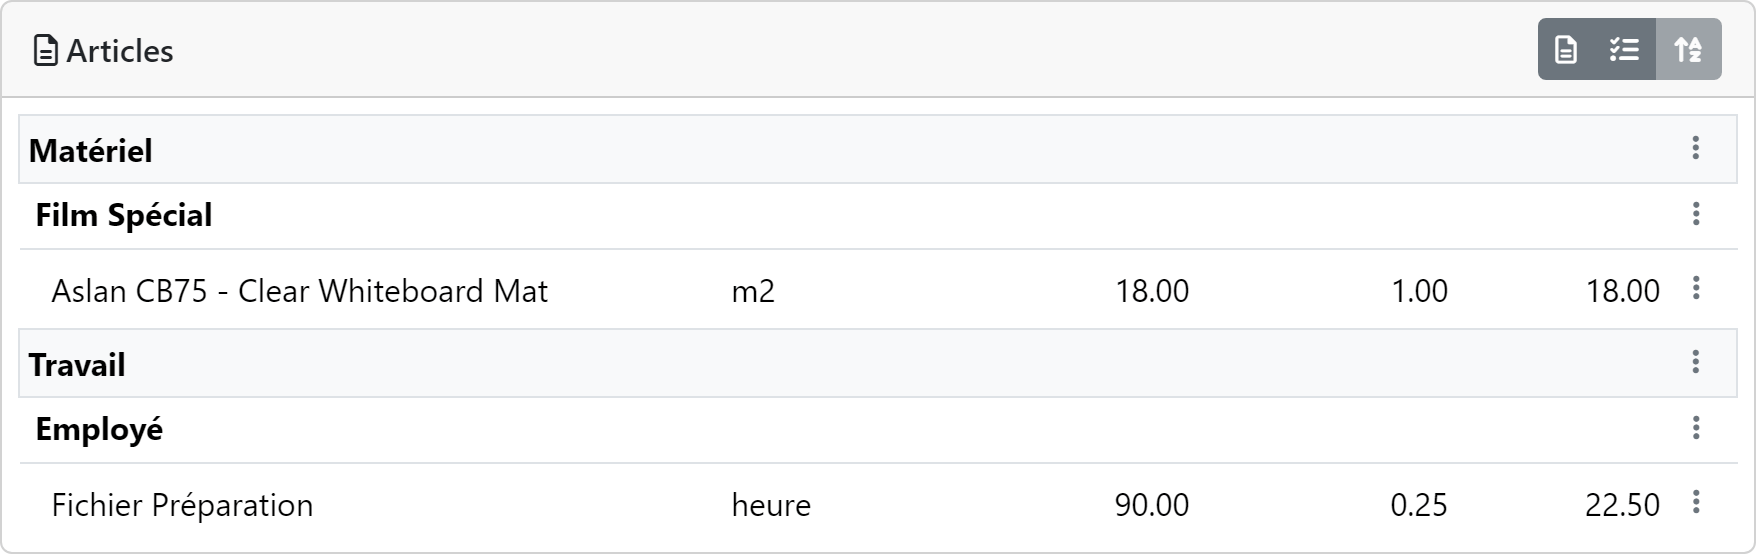 Articles
Matériel
Film Spécial
Aslan CB75 - Clear Whiteboard Mat m2 18.00 1.00 18.00
Travail
Employé
Fichier Préparation heure 90.00 0.25 22.50